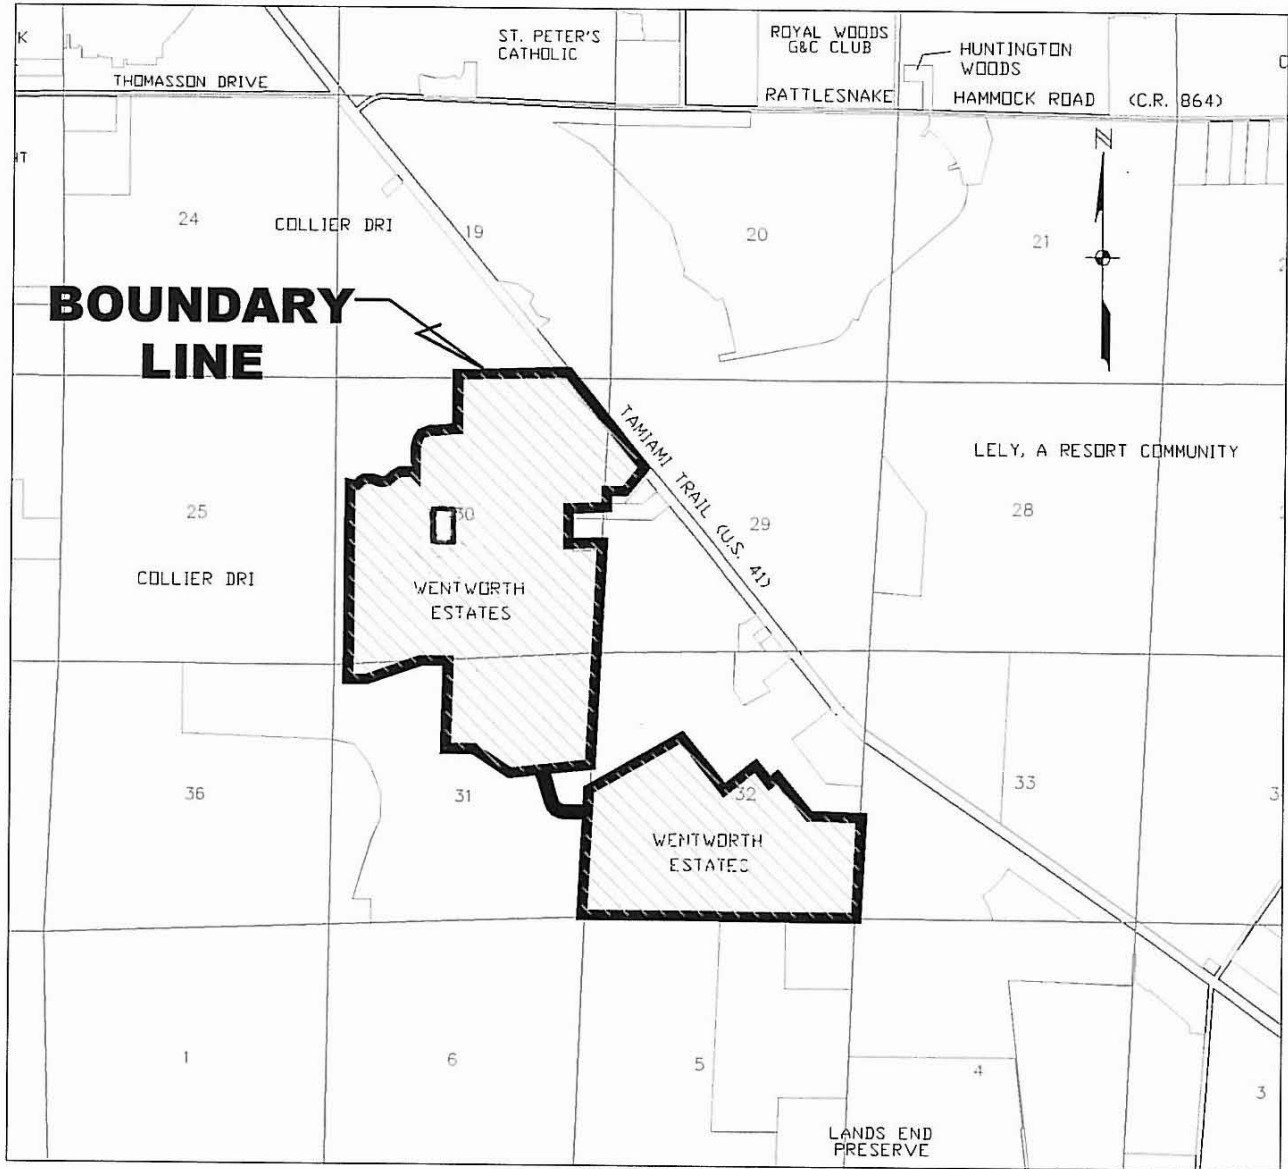 K
ST. PETER'S
CATHOLIC
ROYAL WOODS
G&C CLUB
HUNTINGTON
WOODS
C
THOMASSON DRIVE
RATTLESNAKE
HAMMOCK ROAD
(C.R. 864)
N
24
COLLIER DRI
19
20
21
2
BOUNDARY
LINE
TAMIAMI TRAIL (U.S. 41)
LELY, A RESORT COMMUNITY
25
30
29
28
COLLIER DRI
WENTWORTH
ESTATES
36
31
32
33
3
WENTWORTH
ESTATES
1
6
5
4
3
LANDS END
PRESERVE